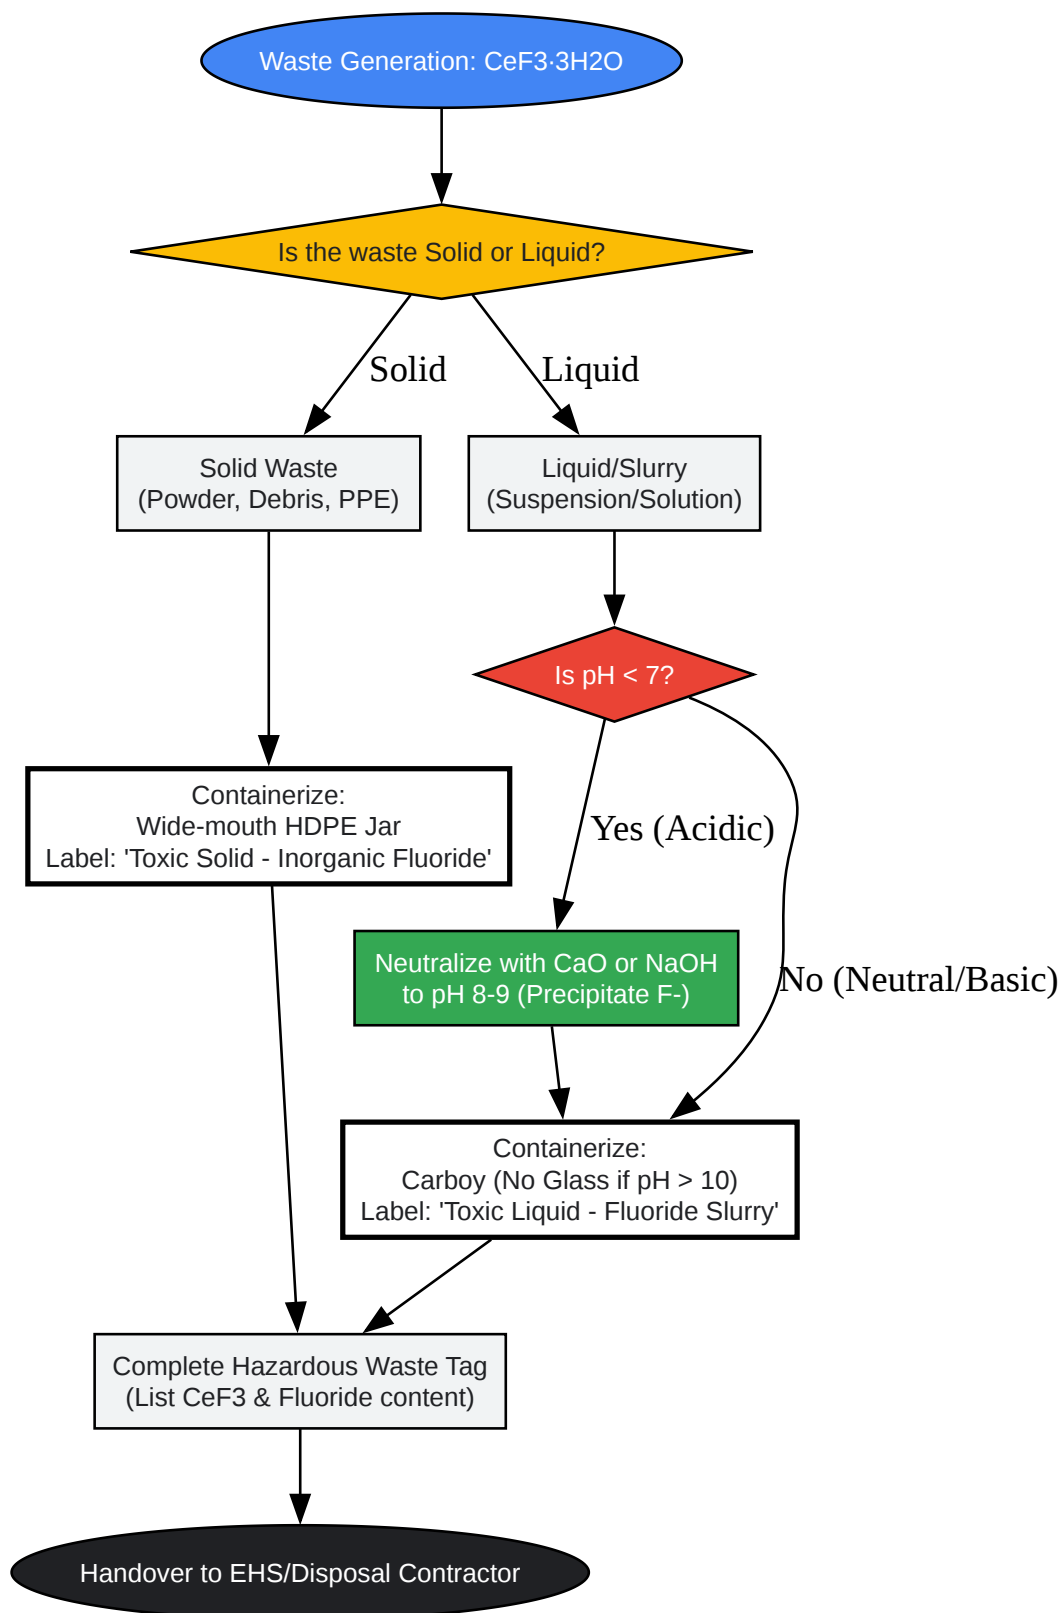 Waste Generation: CeF3·3H2O
Is the waste Solid or Liquid?
Solid
Liquid
Solid Waste
(Powder, Debris, PPE)
Liquid/Slurry
(Suspension/Solution)
Is pH < 7?
Containerize:
Wide-mouth HDPE Jar
Label: 'Toxic Solid - Inorganic Fluoride'
Yes (Acidic)
Neutralize with CaO or NaOH
to pH 8-9 (Precipitate F-)
No (Neutral/Basic)
Containerize:
Carboy (No Glass if pH > 10)
Label: 'Toxic Liquid - Fluoride Slurry'
Complete Hazardous Waste Tag
(List CeF3 & Fluoride content)
Handover to EHS/Disposal Contractor